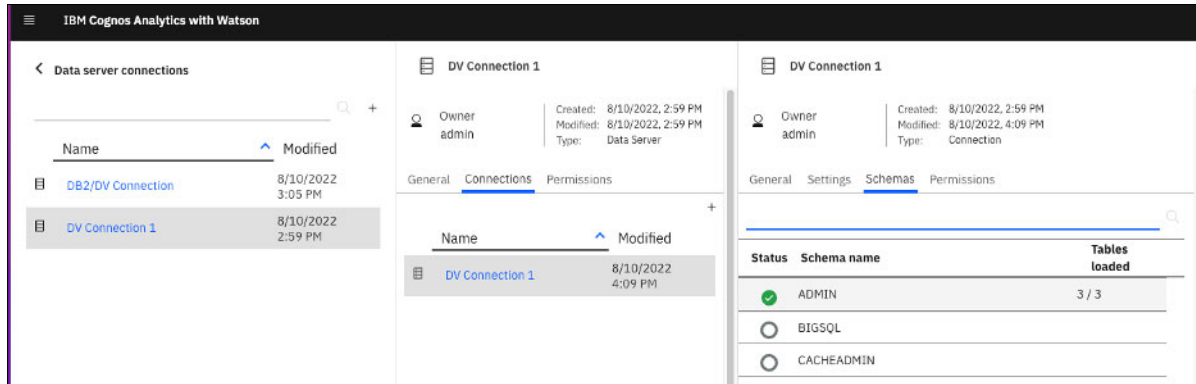 IBM Cognos Analytics with Watson
Data server connections
Name Modified
DB2/DV Connection 8/10/2022
3:05 PM
DV Connection 1 8/10/2022
2:59 PM
DV Connection 1
Owner
admin
Created: 8/10/2022, 2:59 PM
Modified: 8/10/2022, 2:59 PM
Type: Data Server
General Connections Permissions
Name Modified
DV Connection 1 8/10/2022
4:09 PM
DV Connection 1
Owner
admin
Created: 8/10/2022, 2:59 PM
Modified: 8/10/2022, 4:09 PM
Type: Connection
General Settings Schemas Permissions
Status Schema name Tables
loaded
ADMIN 3 / 3
BIGSQL
CACHEADMIN